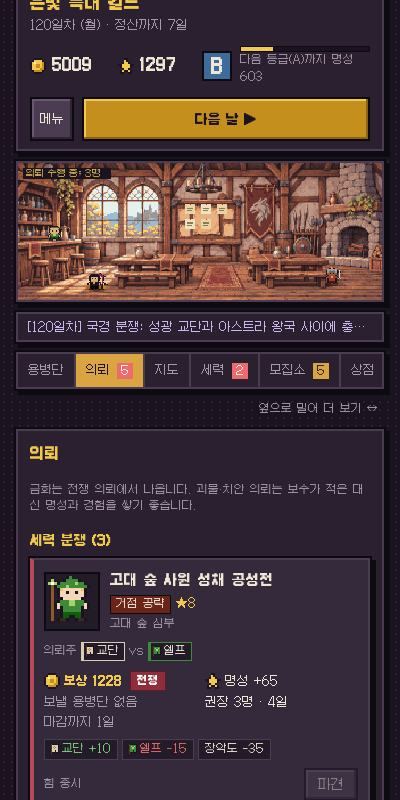 은빛 늑대 길드
120일차 (월) · 정산까지 7일
5009
1297
B
다음 등급(A)까지 명성
603
메뉴
다음 날 ▶
의뢰 수행 중: 3명
[120일차] 국경 분쟁: 성광 교단과 아스트라 왕국 사이에 충…
용병단
의뢰 5
지도
세력 2
모집소 5
상점
옆으로 밀어 더 보기 ↔
의뢰
금화는 전쟁 의뢰에서 나옵니다. 괴물 치안 의뢰는 보수가 적은 대
신 명성과 경험을 쌓기 좋습니다.
세력 분쟁 (3)
고대 숲 사원 성채 공성전
거점 공략 ★8
고대 숲 심부
의뢰주 교단 vs 엘프
보상 1228 전쟁
명성 +65
보낼 용병단 없음
권장 3명 · 4일
마감까지 1일
교단 +10
엘프 -15
장악도 -35
힘 중시
파견